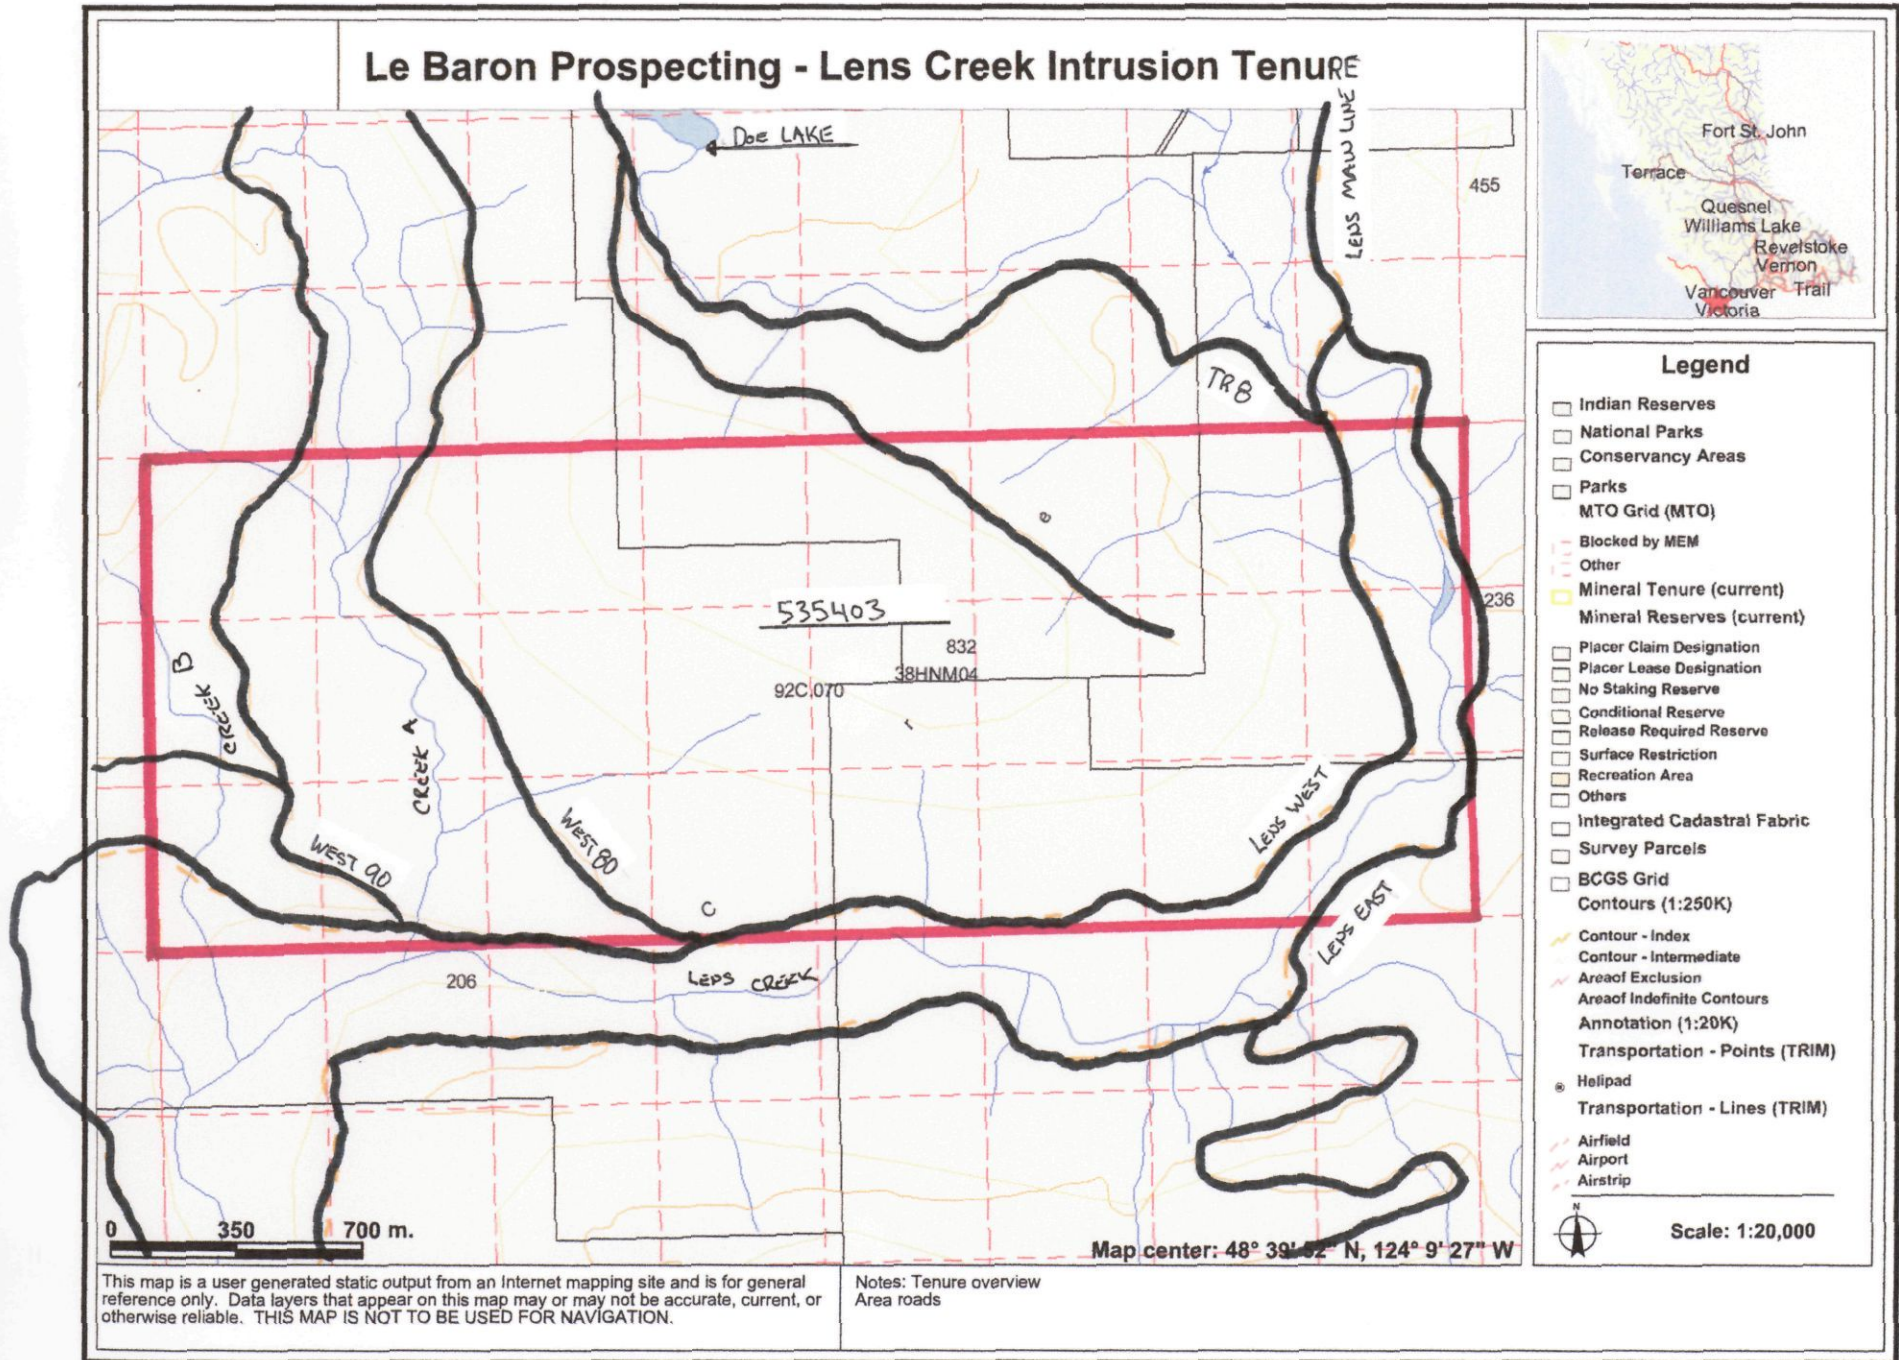 Le Baron Prospecting - Lens Creek Intrusion TenuRE
DOE LAKE
LENS MAIN LINE
455
TR8
e
535403
832
38HNM04
92C.070
r
236
CREEK B
CREEK A
WEST 80
WEST 90
LENS WEST
LENS EAST
C
LENS CREEK
206
0 350 700 m.
Map center: 48° 39' 52" N, 124° 9' 27" W
This map is a user generated static output from an Internet mapping site and is for general
reference only. Data layers that appear on this map may or may not be accurate, current, or
otherwise reliable. THIS MAP IS NOT TO BE USED FOR NAVIGATION.
Notes: Tenure overview
Area roads
Fort St. John
Terrace
Quesnel
Williams Lake
Revelstoke
Vernon
Vancouver Trail
Victoria
Legend
Indian Reserves
National Parks
Conservancy Areas
Parks
MTO Grid (MTO)
Blocked by MEM
Other
Mineral Tenure (current)
Mineral Reserves (current)
Placer Claim Designation
Placer Lease Designation
No Staking Reserve
Conditional Reserve
Release Required Reserve
Surface Restriction
Recreation Area
Others
Integrated Cadastral Fabric
Survey Parcels
BCGS Grid
Contours (1:250K)
Contour - Index
Contour - Intermediate
Areaof Exclusion
Areaof Indefinite Contours
Annotation (1:20K)
Transportation - Points (TRIM)
Helipad
Transportation - Lines (TRIM)
Airfield
Airport
Airstrip
N
Scale: 1:20,000